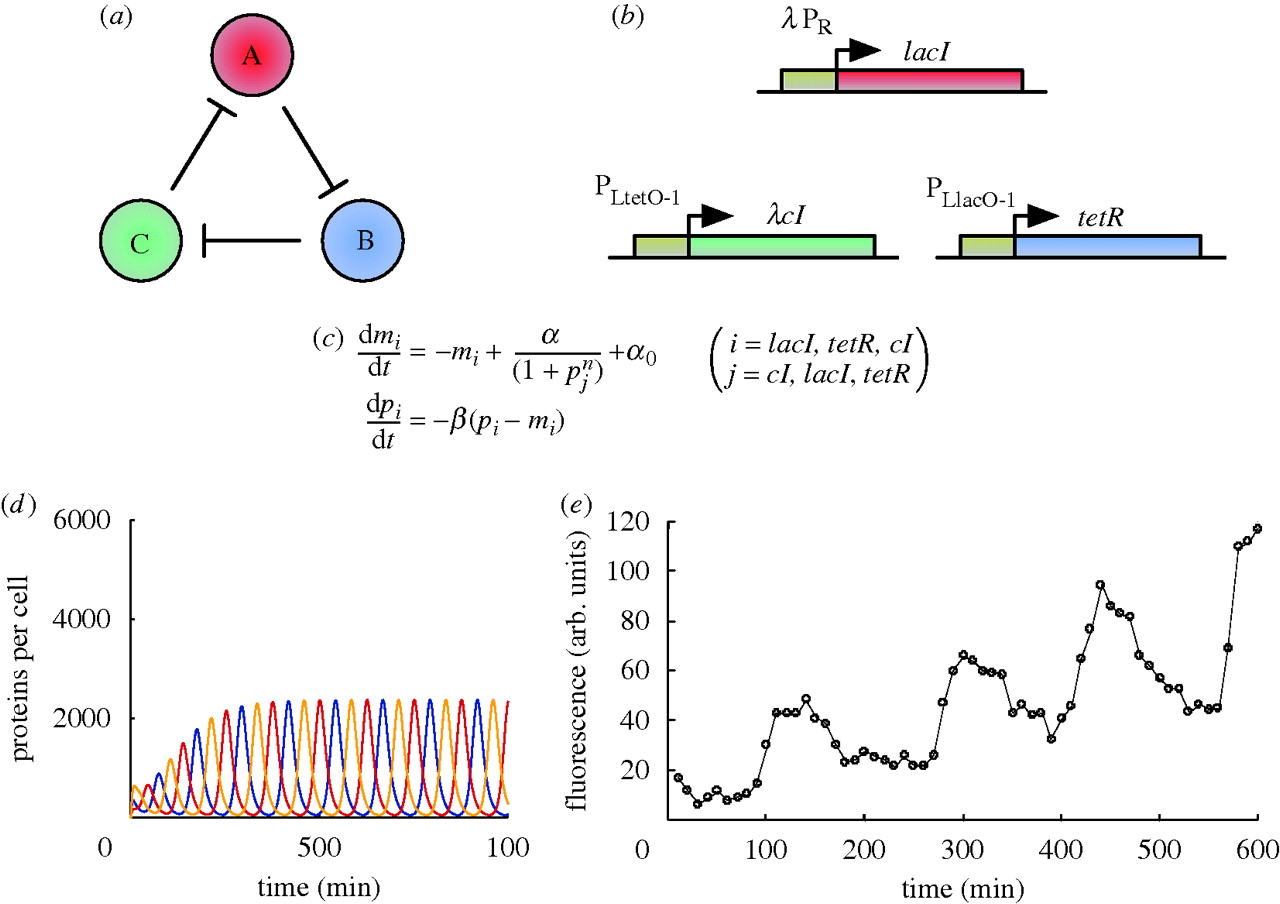 (a)
A
C
B
(b)
λ P_R
lacI
P_LtetO-1
λcI
P_LlacO-1
tetR
(c) dm_i/dt = –m_i + α/(1 + p_j^n) +α_0 (i = lacI, tetR, cI
j = cI, lacI, tetR)
dp_i/dt = –β(p_i – m_i)
(d)
proteins per cell
6000
4000
2000
0 500 100
time (min)
(e)
fluorescence (arb. units)
120
100
80
60
40
20
0 100 200 300 400 500 600
time (min)